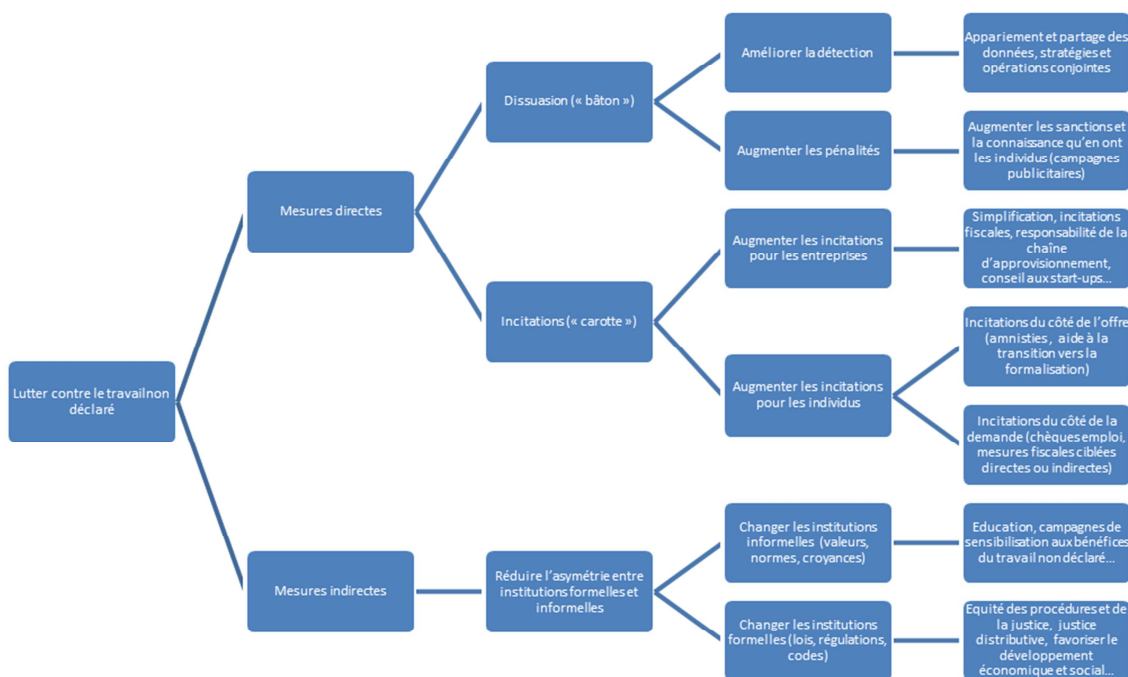 Lutter contre le travailnon
déclaré
Mesures directes
Dissuasion (« bâton »)
Améliorer la détection
Appariement et partage des
données, stratégies et
opérations conjointes
Augmenter les pénalités
Augmenter les sanctions et
la connaissance qu'en ont
les individus (campagnes
publicitaires)
Incitations (« carotte »)
Augmenter les incitations
pour les entreprises
Simplification, incitations
fiscales, responsabilité de la
chaîne
d'approvisionnement,
conseil aux start-ups...
Augmenter les incitations
pour les individus
Incitations du côté de l'offre
(amnisties , aide à la
transition vers la
formalisation)
Incitations du côté de la
demande (chèques emploi,
mesures fiscales ciblées
directes ou indirectes)
Mesures indirectes
Réduire l'asymétrie entre
institutions formelles et
informelles
Changer les institutions
informelles (valeurs,
normes, croyances)
Education, campagnes de
sensibilisation aux bénéfices
du travail non déclaré...
Changer les institutions
formelles (lois, régulations,
codes)
Equité des procédures et de
la justice, justice
distributive, favoriser le
développement
économique et social...